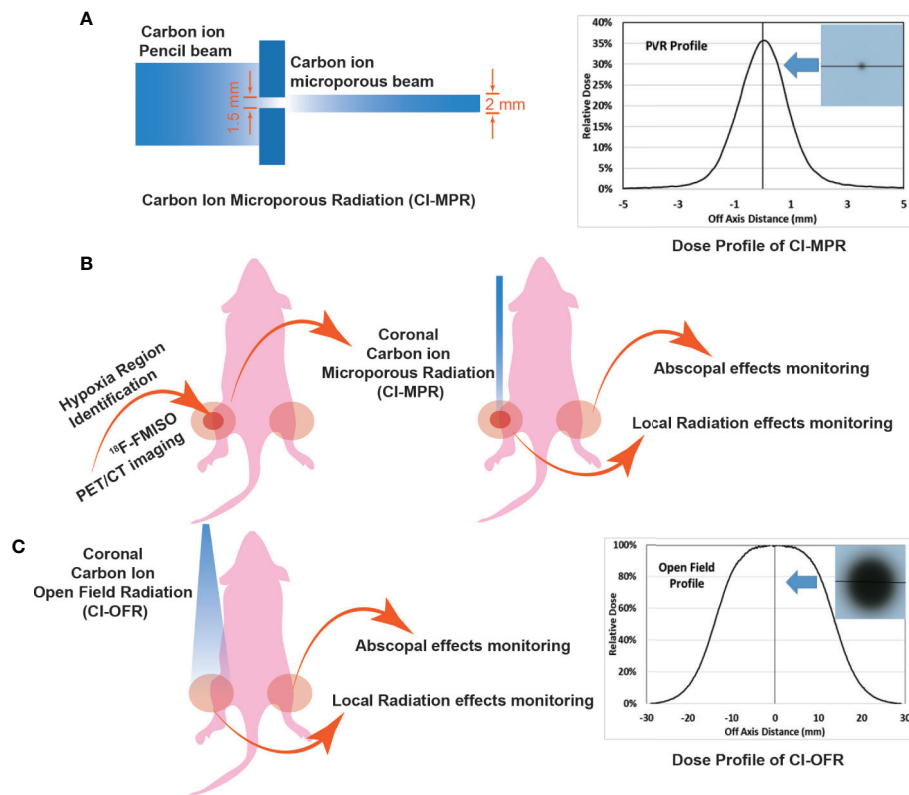 A
Carbon ion
Pencil beam
Carbon ion
microporous beam
1.5 mm
2 mm
Carbon Ion Microporous Radiation (CI-MPR)
PVR Profile
Relative Dose
40%
35%
30%
25%
20%
15%
10%
5%
0%
-5 -3 -1 1 3 5
Off Axis Distance (mm)
Dose Profile of CI-MPR
B
Hypoxia Region
Identification
¹⁸F-FMISO
PET/CT imaging
Coronal
Carbon ion
Microporous Radiation
(CI-MPR)
Abscopal effects monitoring
Local Radiation effects monitoring
C
Coronal
Carbon Ion
Open Field Radiation
(CI-OFR)
Abscopal effects monitoring
Local Radiation effects monitoring
Open Field
Profile
Relative Dose
100%
80%
60%
40%
20%
0%
-30 -20 -10 0 10 20 30
Off Axis Distance (mm)
Dose Profile of CI-OFR